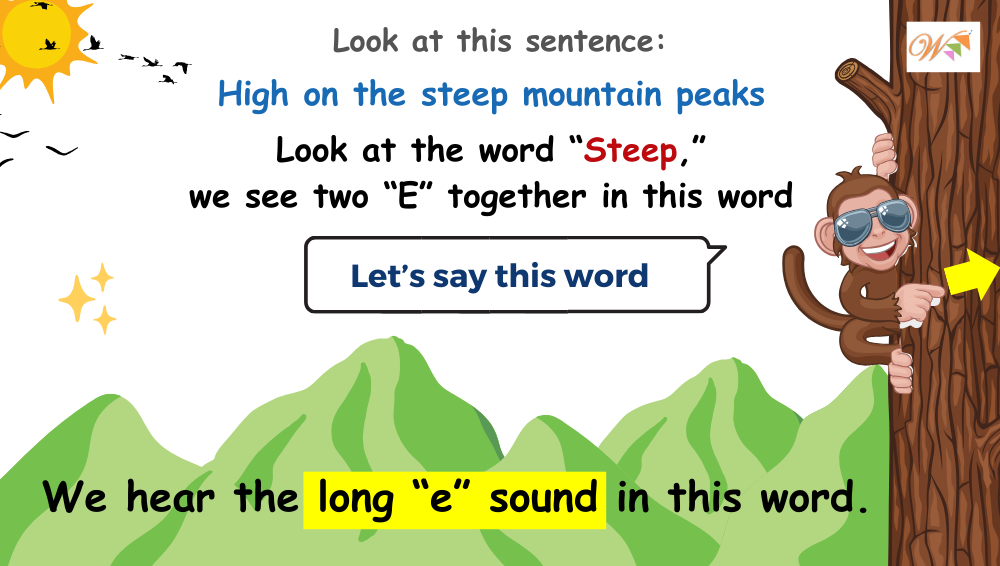 Look at this sentence:
High on the steep mountain peaks
Look at the word “Steep,”
we see two “E” together in this word
Let’s say this word
We hear the long “e” sound in this word.
W